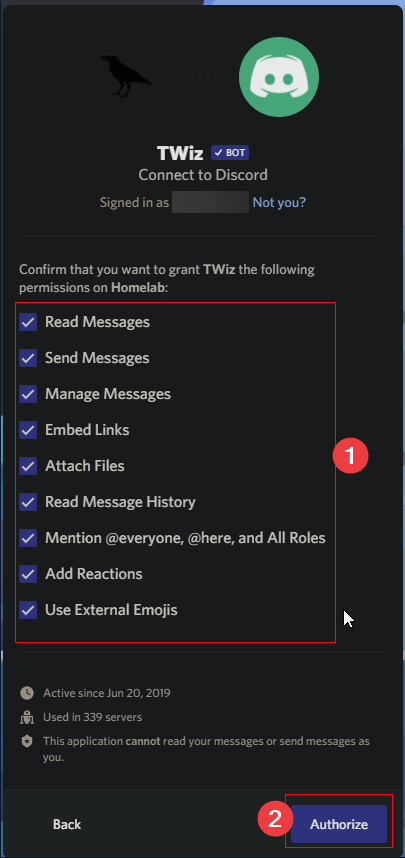 TWiz ✓ BOT
Connect to Discord
Signed in as Not you?
Confirm that you want to grant TWiz the following
permissions on Homelab:
Read Messages
Send Messages
Manage Messages
Embed Links
Attach Files
Read Message History
Mention @everyone, @here, and All Roles
Add Reactions
Use External Emojis
1
Active since Jun 20, 2019
Used in 339 servers
This application cannot read your messages or send messages as
you.
Back
2
Authorize